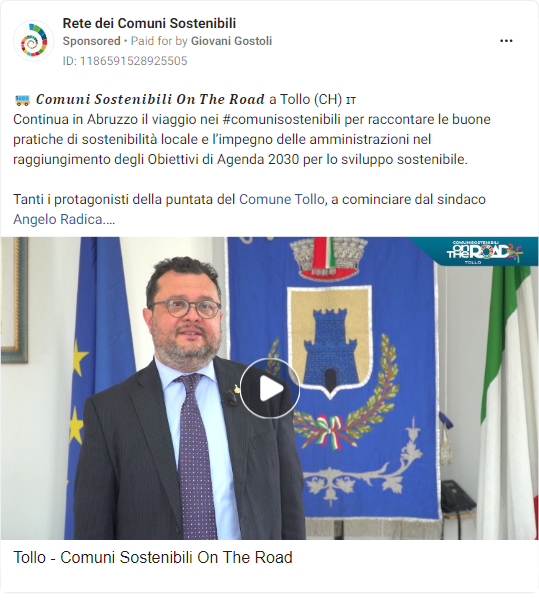 Rete dei Comuni Sostenibili
Sponsored • Paid for by Giovani Gostoli
ID: 1186591528925505
🚌 𝑪𝒐𝒎𝒖𝒏𝒊 𝑺𝒐𝒔𝒕𝒆𝒏𝒊𝒃𝒊𝒍𝒊 𝑶𝒏 𝑻𝒉𝒆 𝑹𝒐𝒂𝒅 a Tollo (CH) IT
Continua in Abruzzo il viaggio nei #comunisostenibili per raccontare le buone
pratiche di sostenibilità locale e l’impegno delle amministrazioni nel
raggiungimento degli Obiettivi di Agenda 2030 per lo sviluppo sostenibile.
Tanti i protagonisti della puntata del Comune Tollo, a cominciare dal sindaco
Angelo Radica....
COMUNISOSTENIBILI
ON
THE ROAD
TOLLO
Tollo - Comuni Sostenibili On The Road